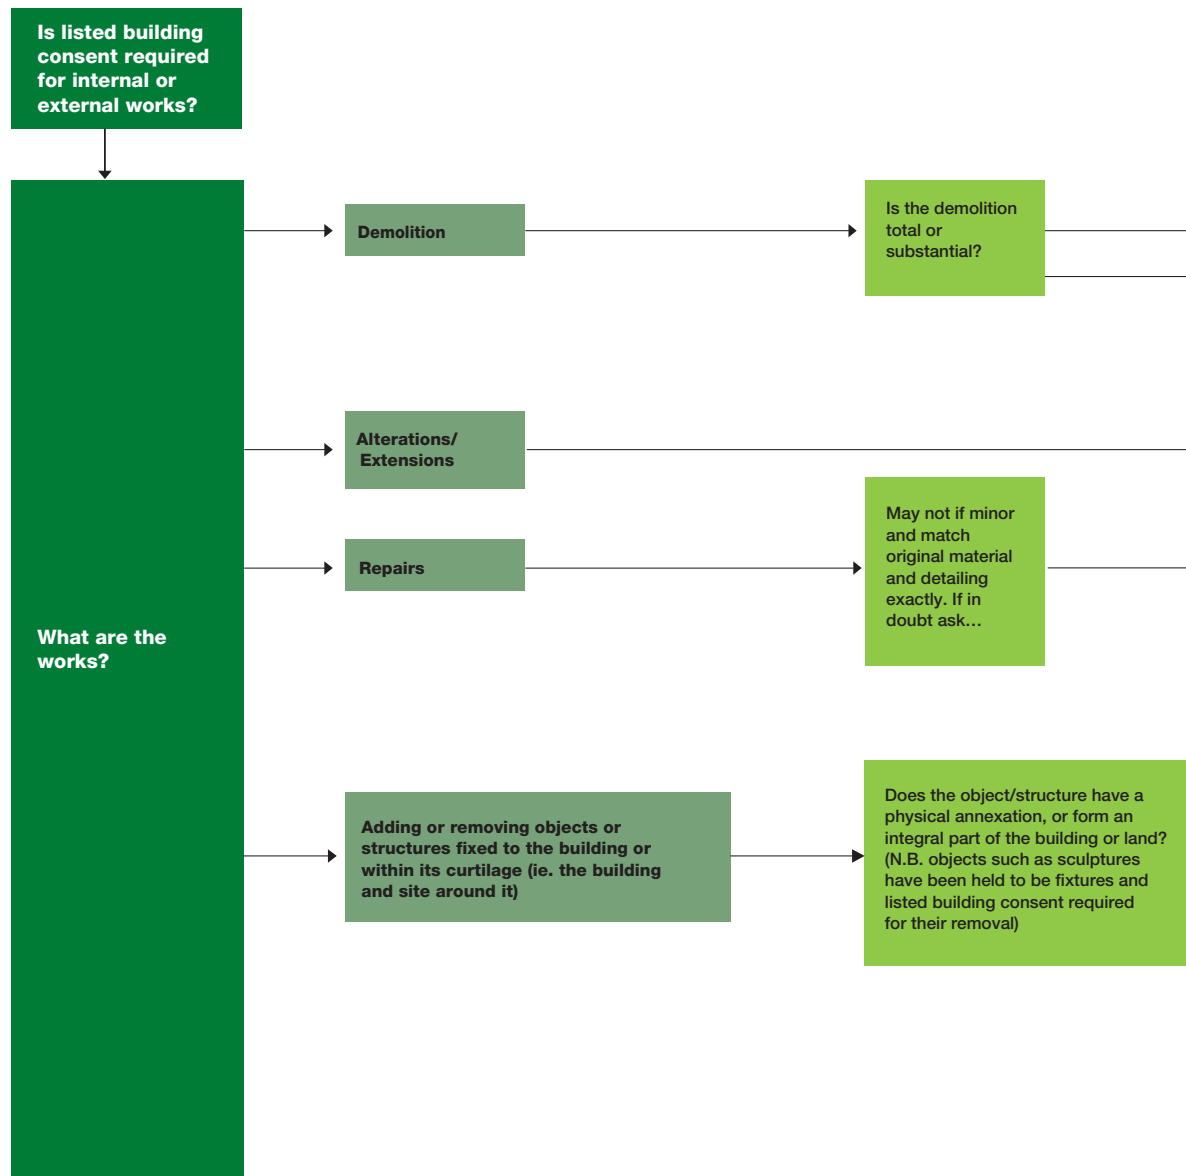 Is listed building
consent required
for internal or
external works?
What are the
works?
Demolition
Is the demolition
total or
substantial?
Alterations/
Extensions
Repairs
May not if minor
and match
original material
and detailing
exactly. If in
doubt ask…
Adding or removing objects or
structures fixed to the building or
within its curtilage (ie. the building
and site around it)
Does the object/structure have a
physical annexation, or form an
integral part of the building or land?
(N.B. objects such as sculptures
have been held to be fixtures and
listed building consent required
for their removal)